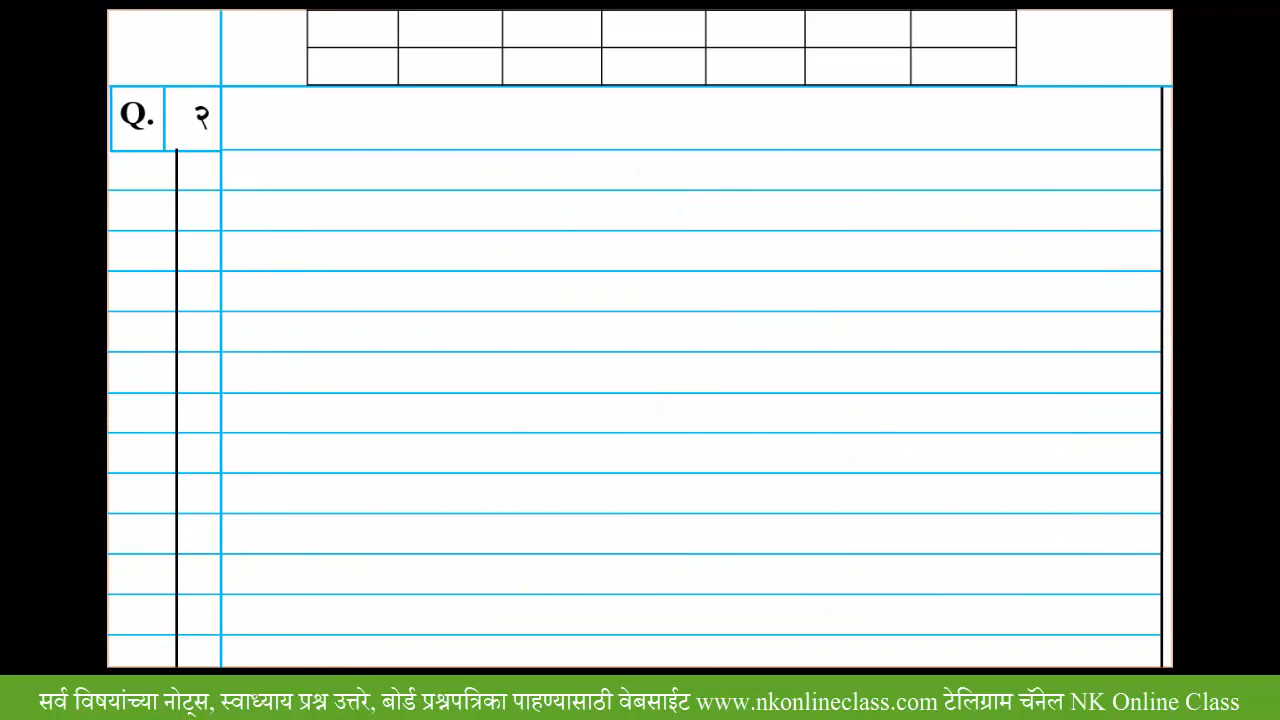 Q. २
सर्व विषयांच्या नोट्स, स्वाध्याय प्रश्न उत्तरे, बोर्ड प्रश्नपत्रिका पाहण्यासाठी वेबसाईट www.nkonlineclass.com टेलिग्राम चॅनेल NK Online Class